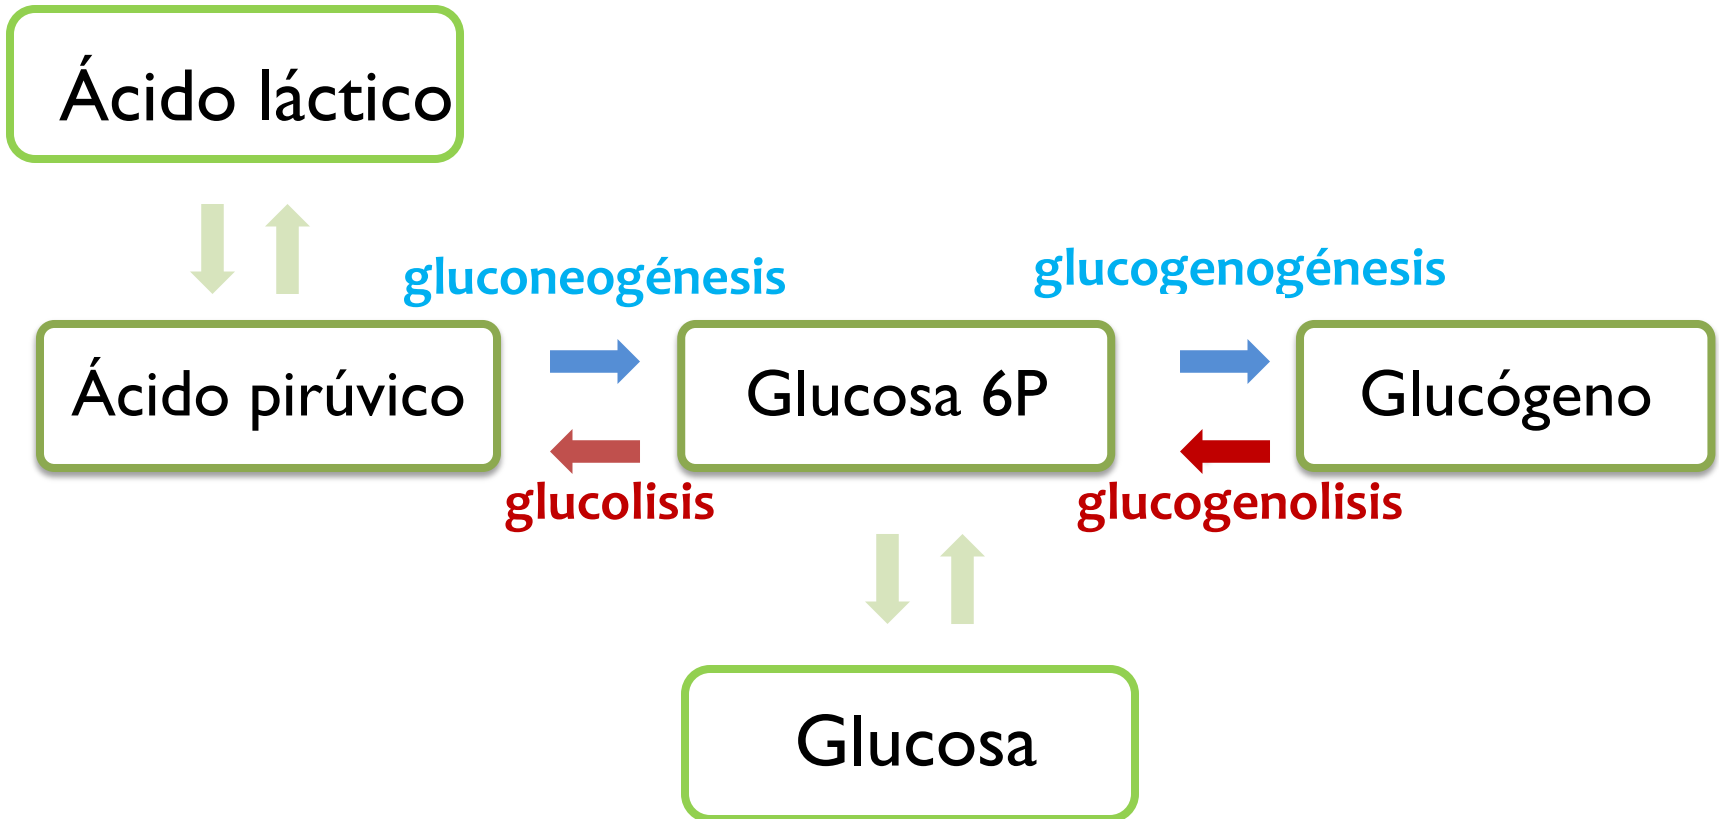 Ácido láctico
gluconeogénesis
glucogenogénesis
Ácido pirúvico
Glucosa 6P
Glucógeno
glucolisis
glucogenolisis
Glucosa